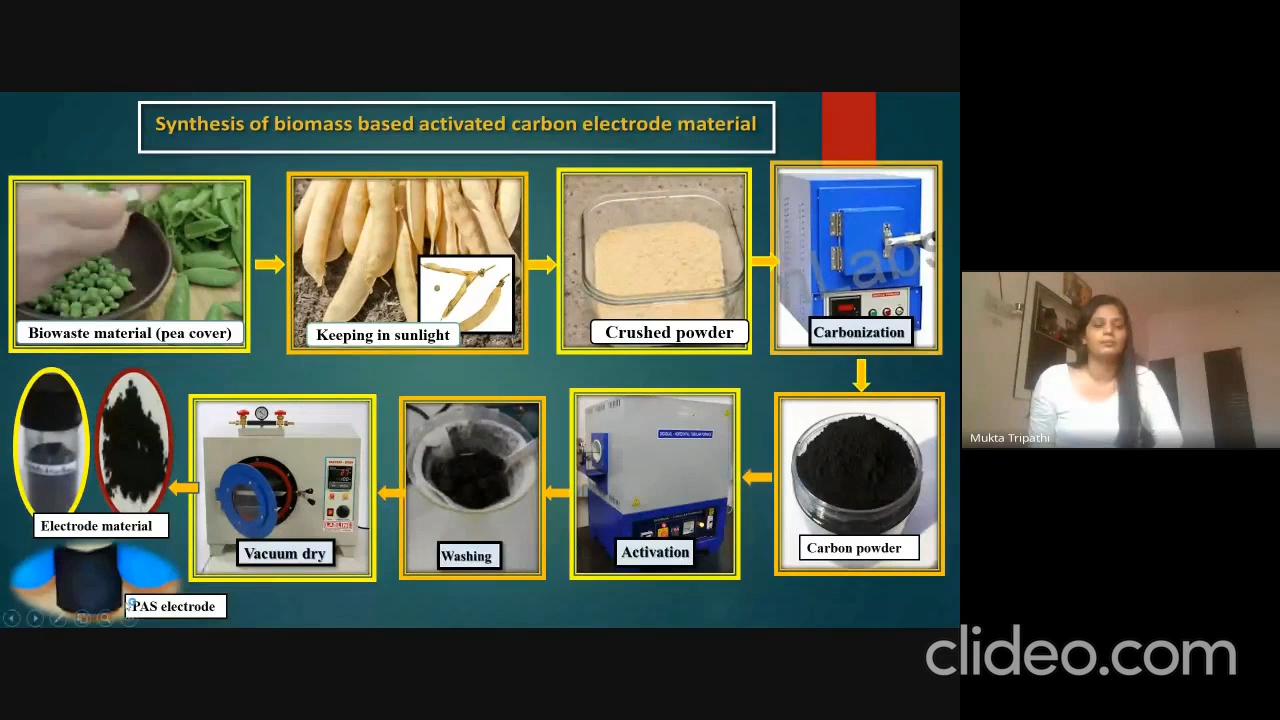 Synthesis of biomass based activated carbon electrode material
Biowaste material (pea cover)
Keeping in sunlight
Crushed powder
Carbonization
Labs
Electrode material
Vacuum dry
Washing
Activation
Carbon powder
PAS electrode
Mukta Tripathi
clideo.com